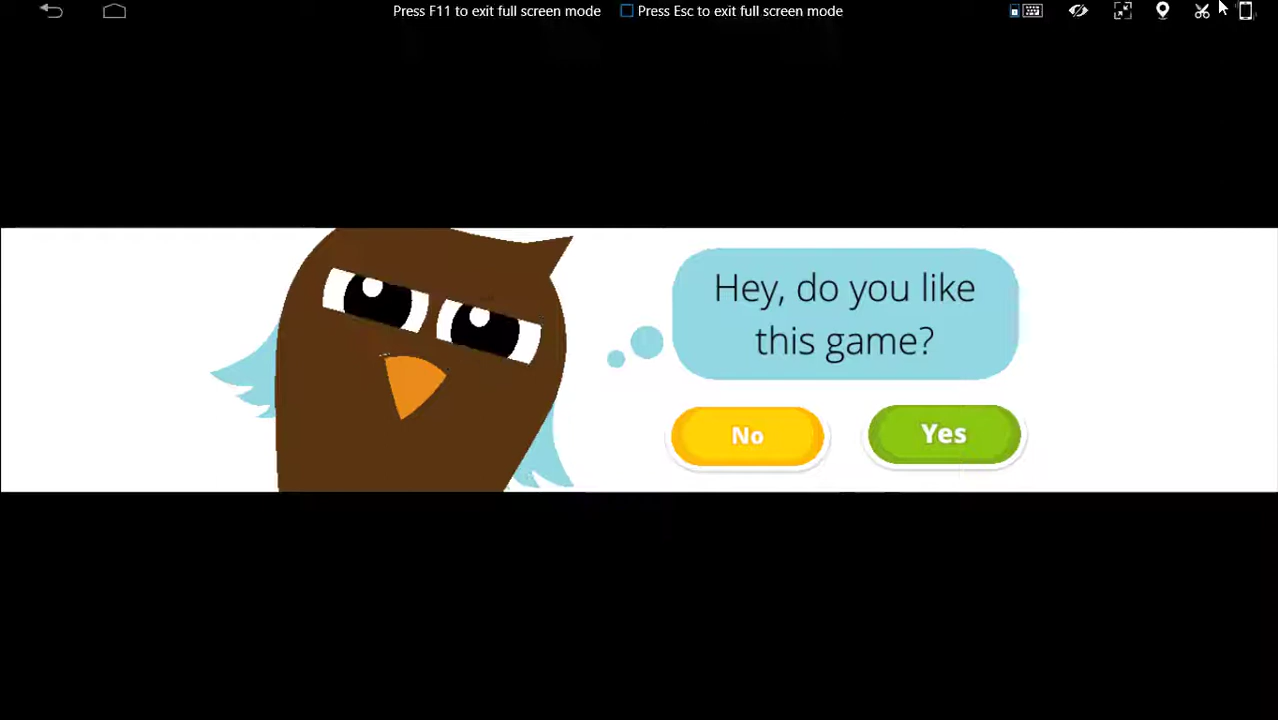 Press F11 to exit full screen mode
Press Esc to exit full screen mode
Hey, do you like
this game?
No
Yes